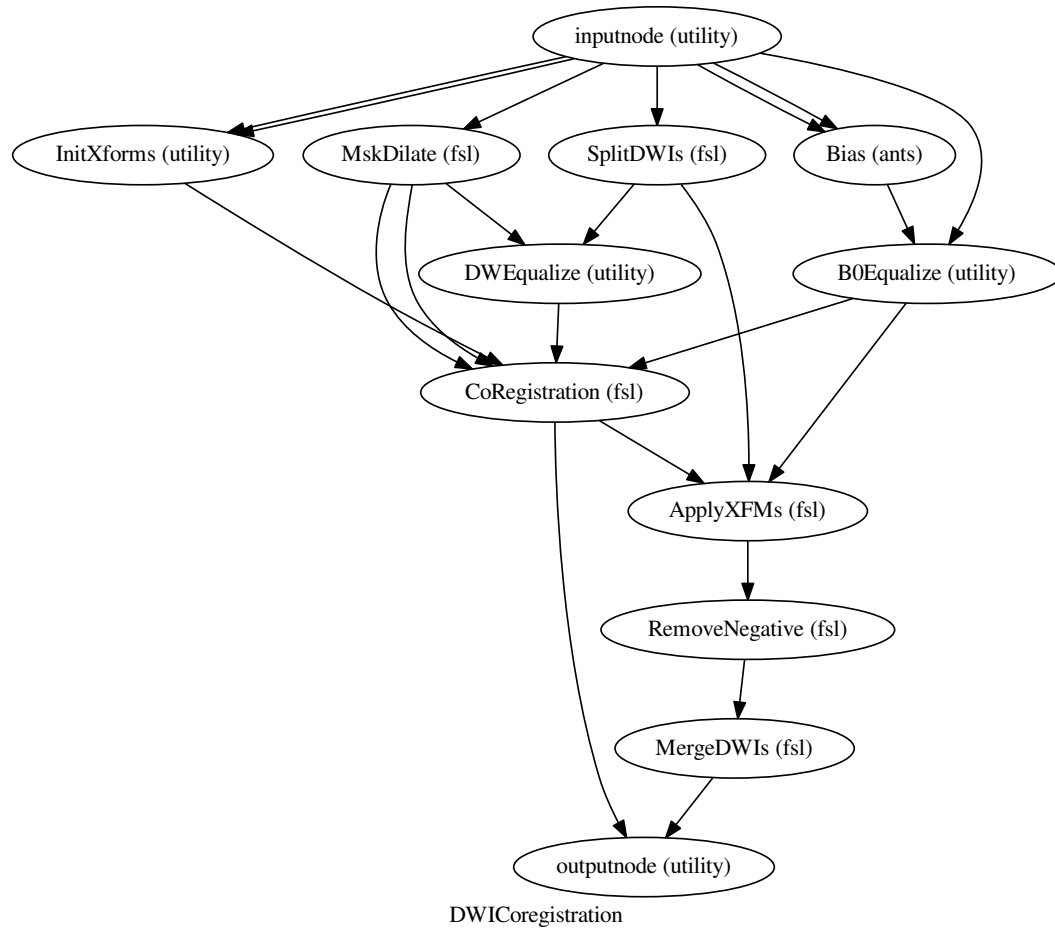 inputnode (utility)
InitXforms (utility)
MskDilate (fsl)
SplitDWIs (fsl)
Bias (ants)
DWEqualize (utility)
B0Equalize (utility)
CoRegistration (fsl)
ApplyXFMs (fsl)
RemoveNegative (fsl)
MergeDWIs (fsl)
outputnode (utility)
DWICoregistration